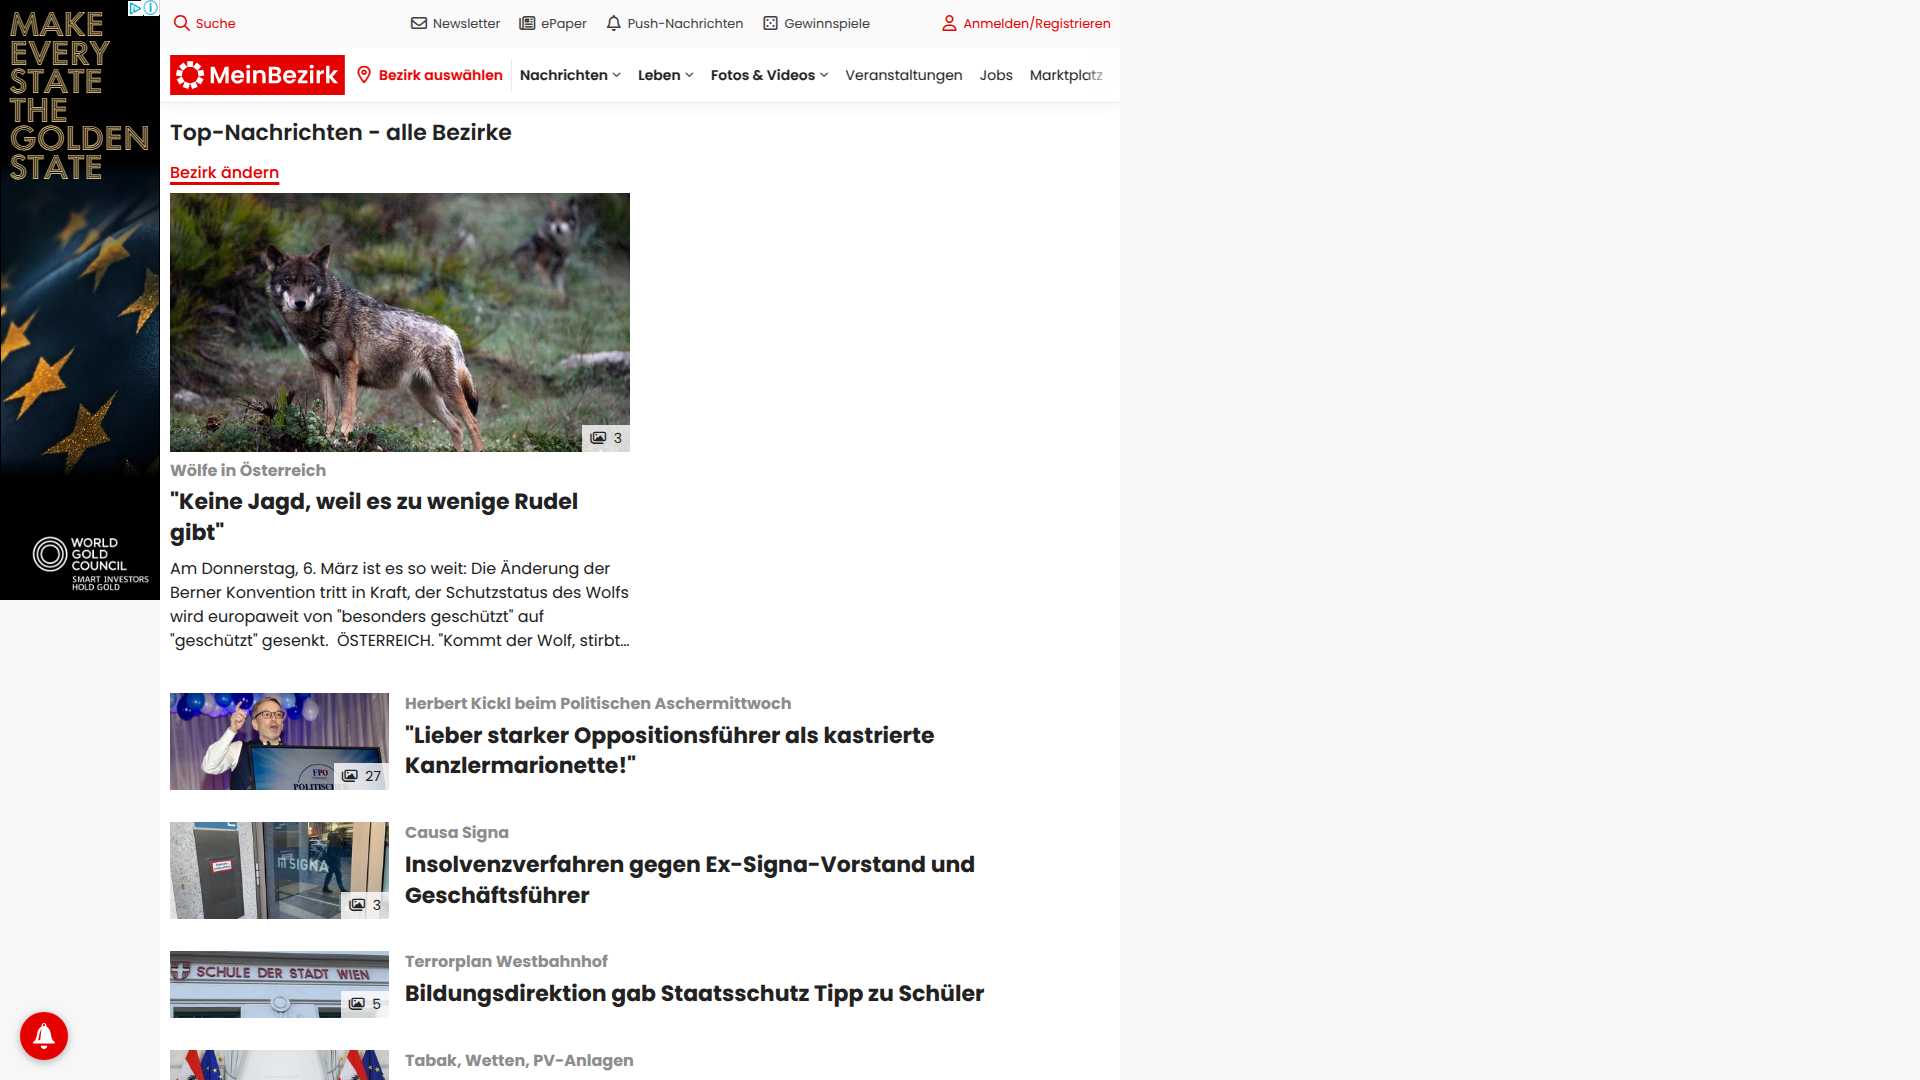 MAKE
EVERY
STATE
THE
GOLDEN
STATE
WORLD
GOLD
COUNCIL
SMART INVESTORS
HOLD GOLD
Suche
Newsletter
ePaper
Push-Nachrichten
Gewinnspiele
Anmelden/Registrieren
MeinBezirk
Bezirk auswählen
Nachrichten
Leben
Fotos & Videos
Veranstaltungen
Jobs
Marktplatz
Top-Nachrichten - alle Bezirke
Bezirk ändern
3
Wölfe in Österreich
"Keine Jagd, weil es zu wenige Rudel
gibt"
Am Donnerstag, 6. März ist es so weit: Die Änderung der
Berner Konvention tritt in Kraft, der Schutzstatus des Wolfs
wird europaweit von "besonders geschützt" auf
"geschützt" gesenkt.  ÖSTERREICH. "Kommt der Wolf, stirbt...
FPÖ
POLITISC
27
Herbert Kickl beim Politischen Aschermittwoch
"Lieber starker Oppositionsführer als kastrierte
Kanzlermarionette!"
SIGNA
3
Causa Signa
Insolvenzverfahren gegen Ex-Signa-Vorstand und
Geschäftsführer
SCHULE DER STADT WIEN
5
Terrorplan Westbahnhof
Bildungsdirektion gab Staatsschutz Tipp zu Schüler
Tabak, Wetten, PV-Anlagen